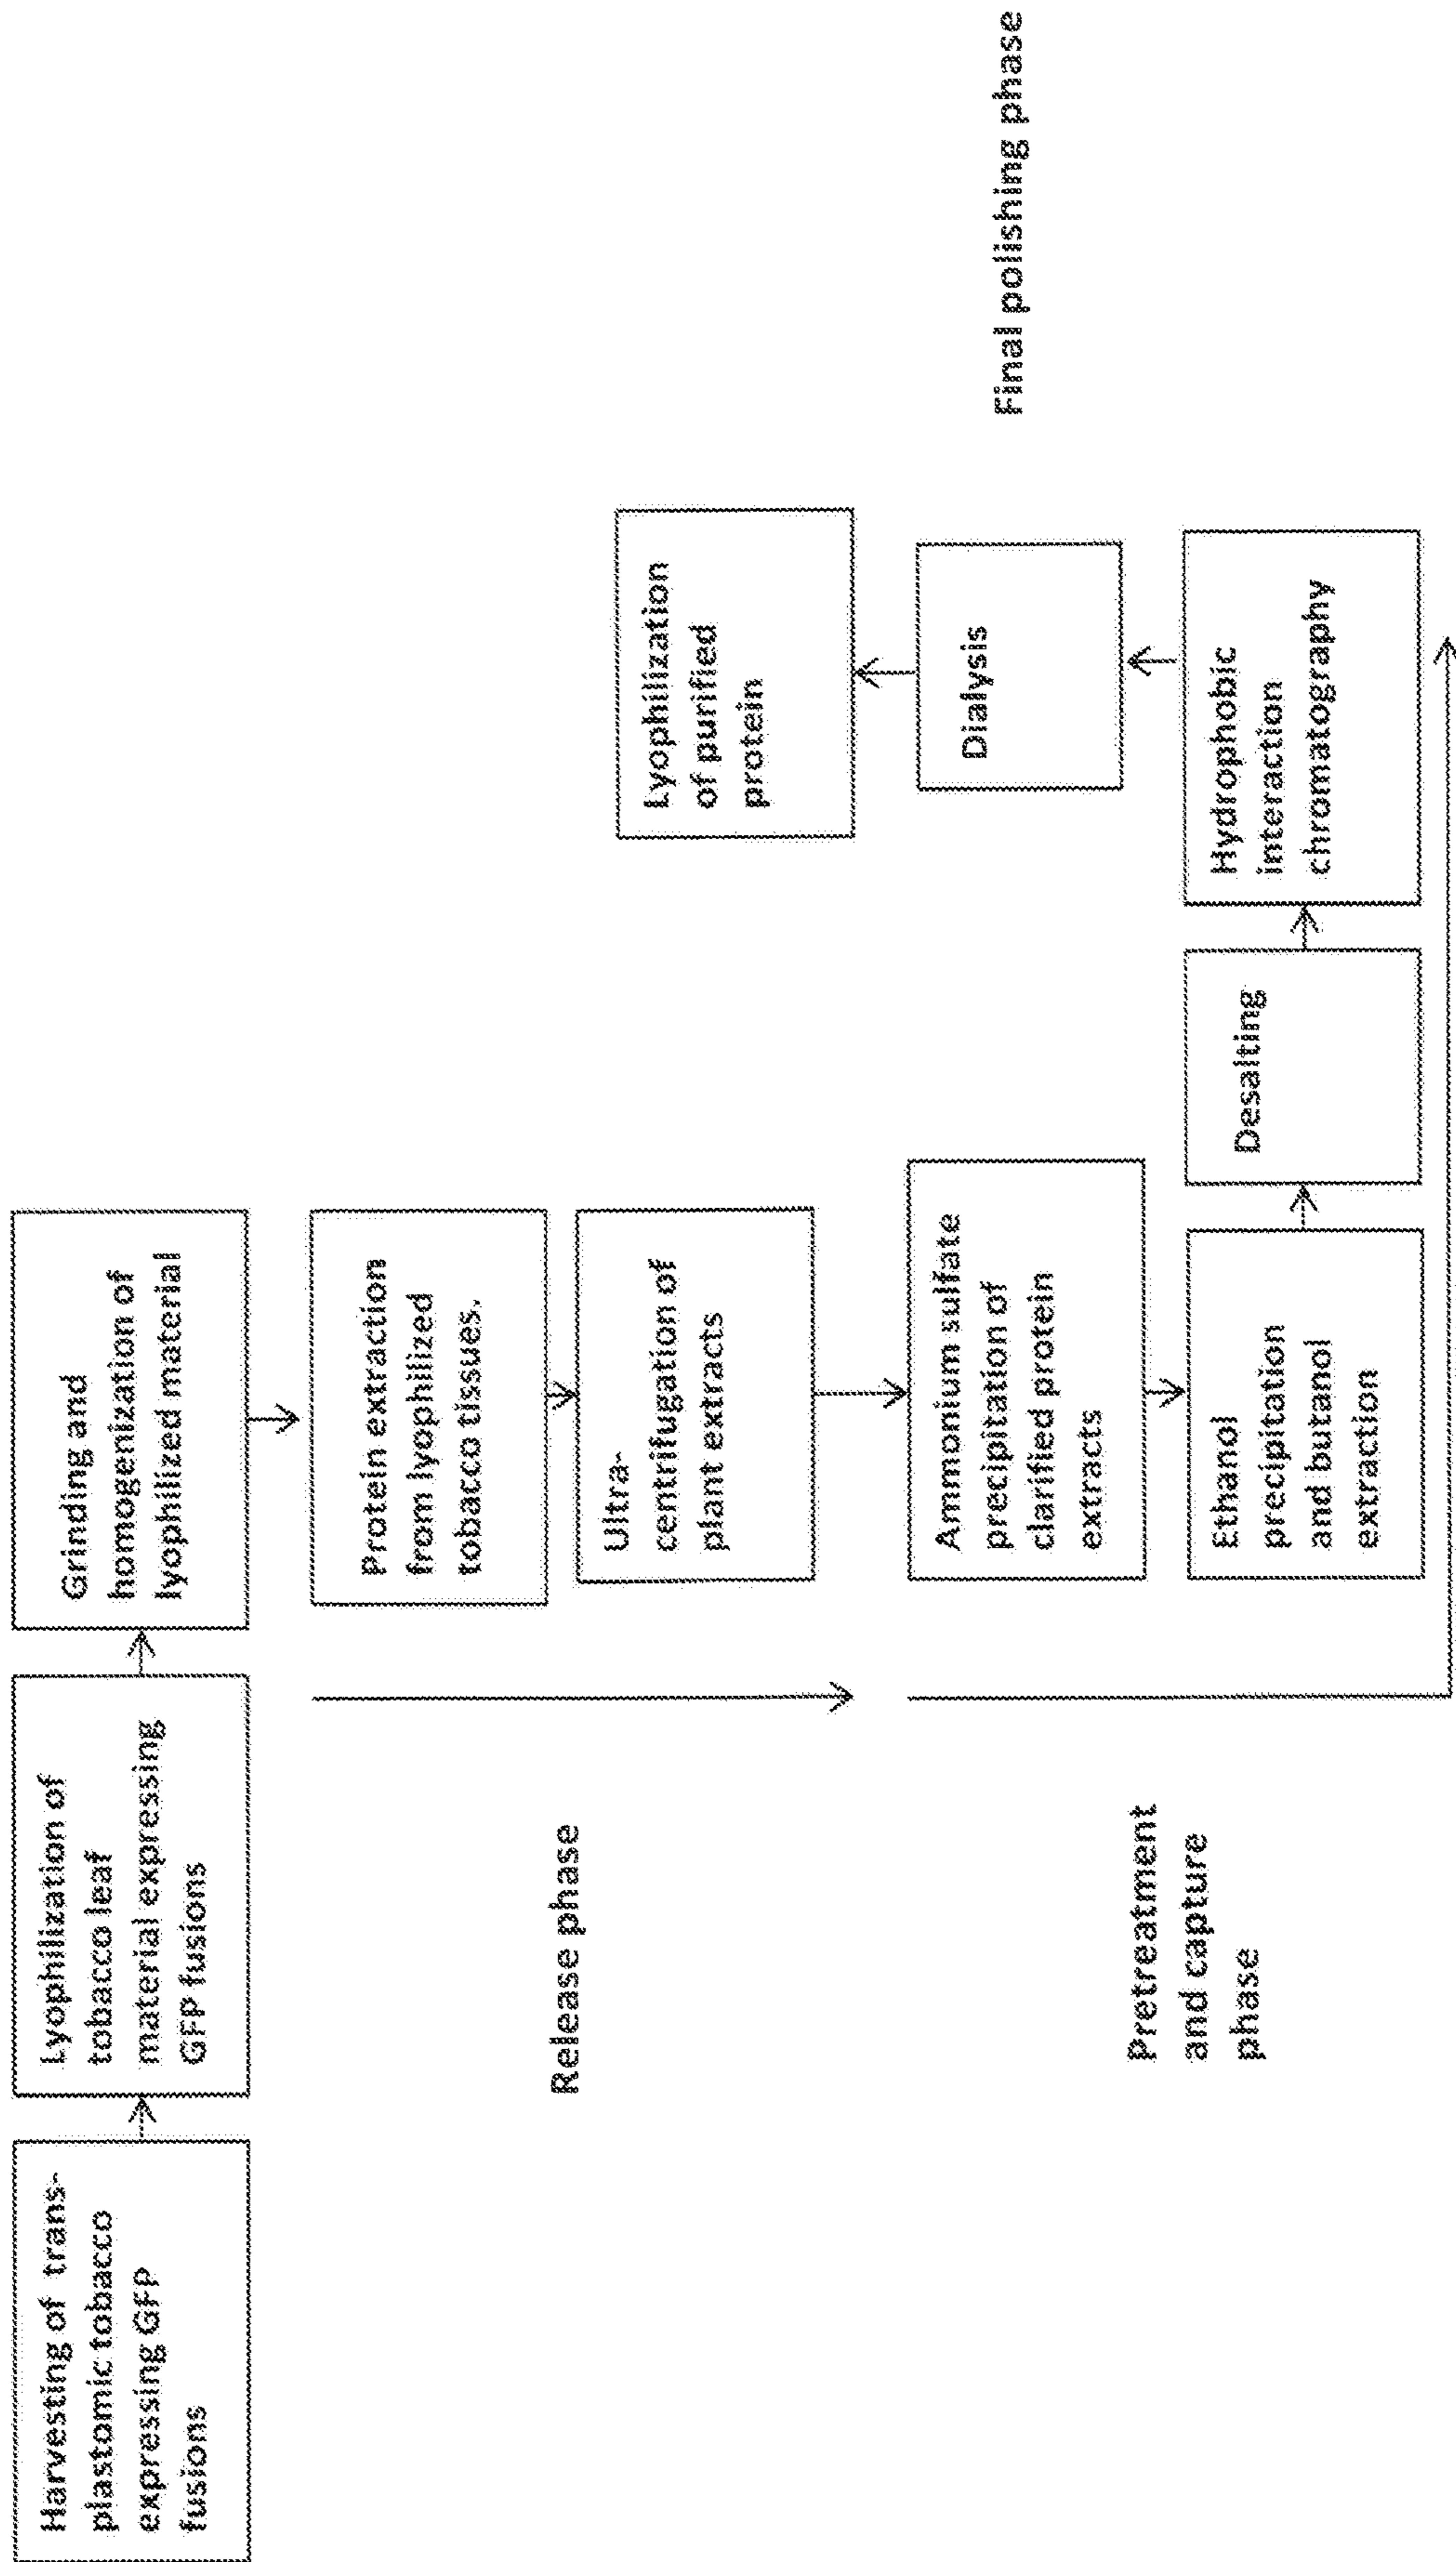 Harvesting of trans-
plastomic tobacco
expressing GFP
fusions
Lyophilization of
tobacco leaf
material expressing
GFP fusions
Grinding and
homogenization of
lyophilized material
Release phase
Protein extraction
from lyophilized
tobacco tissues.
Ultra-
centrifugation of
plant extracts
Pretreatment
and capture
phase
Ammonium sulfate
precipitation of
clarified protein
extracts
Ethanol
precipitation
and butanol
extraction
Desalting
Hydrophobic
interaction
chromatography
Dialysis
Lyophilization
of purified
protein
Final polishing phase